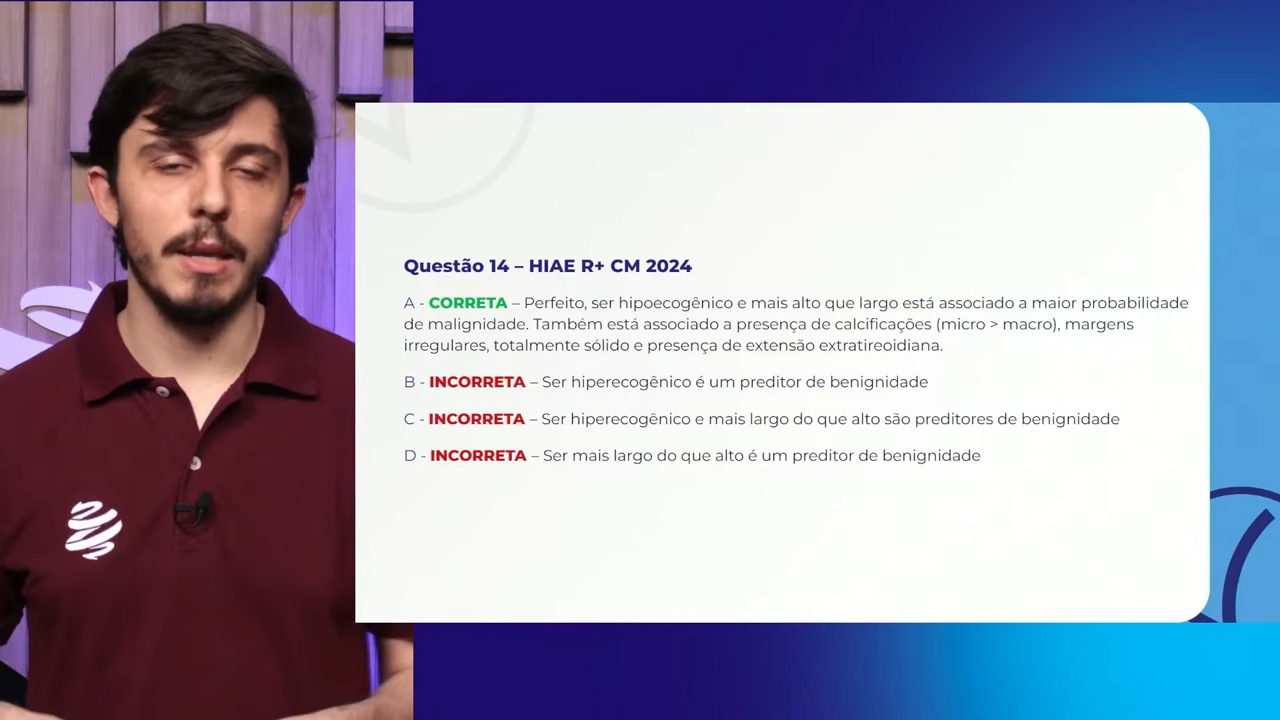 Questão 14 – HIAE R+ CM 2024
A - CORRETA – Perfeito, ser hipoecogênico e mais alto que largo está associado a maior probabilidade
de malignidade. Também está associado a presença de calcificações (micro > macro), margens
irregulares, totalmente sólido e presença de extensão extratireoidiana.
B - INCORRETA – Ser hiperecogênico é um preditor de benignidade
C - INCORRETA – Ser hiperecogênico e mais largo do que alto são preditores de benignidade
D - INCORRETA – Ser mais largo do que alto é um preditor de benignidade